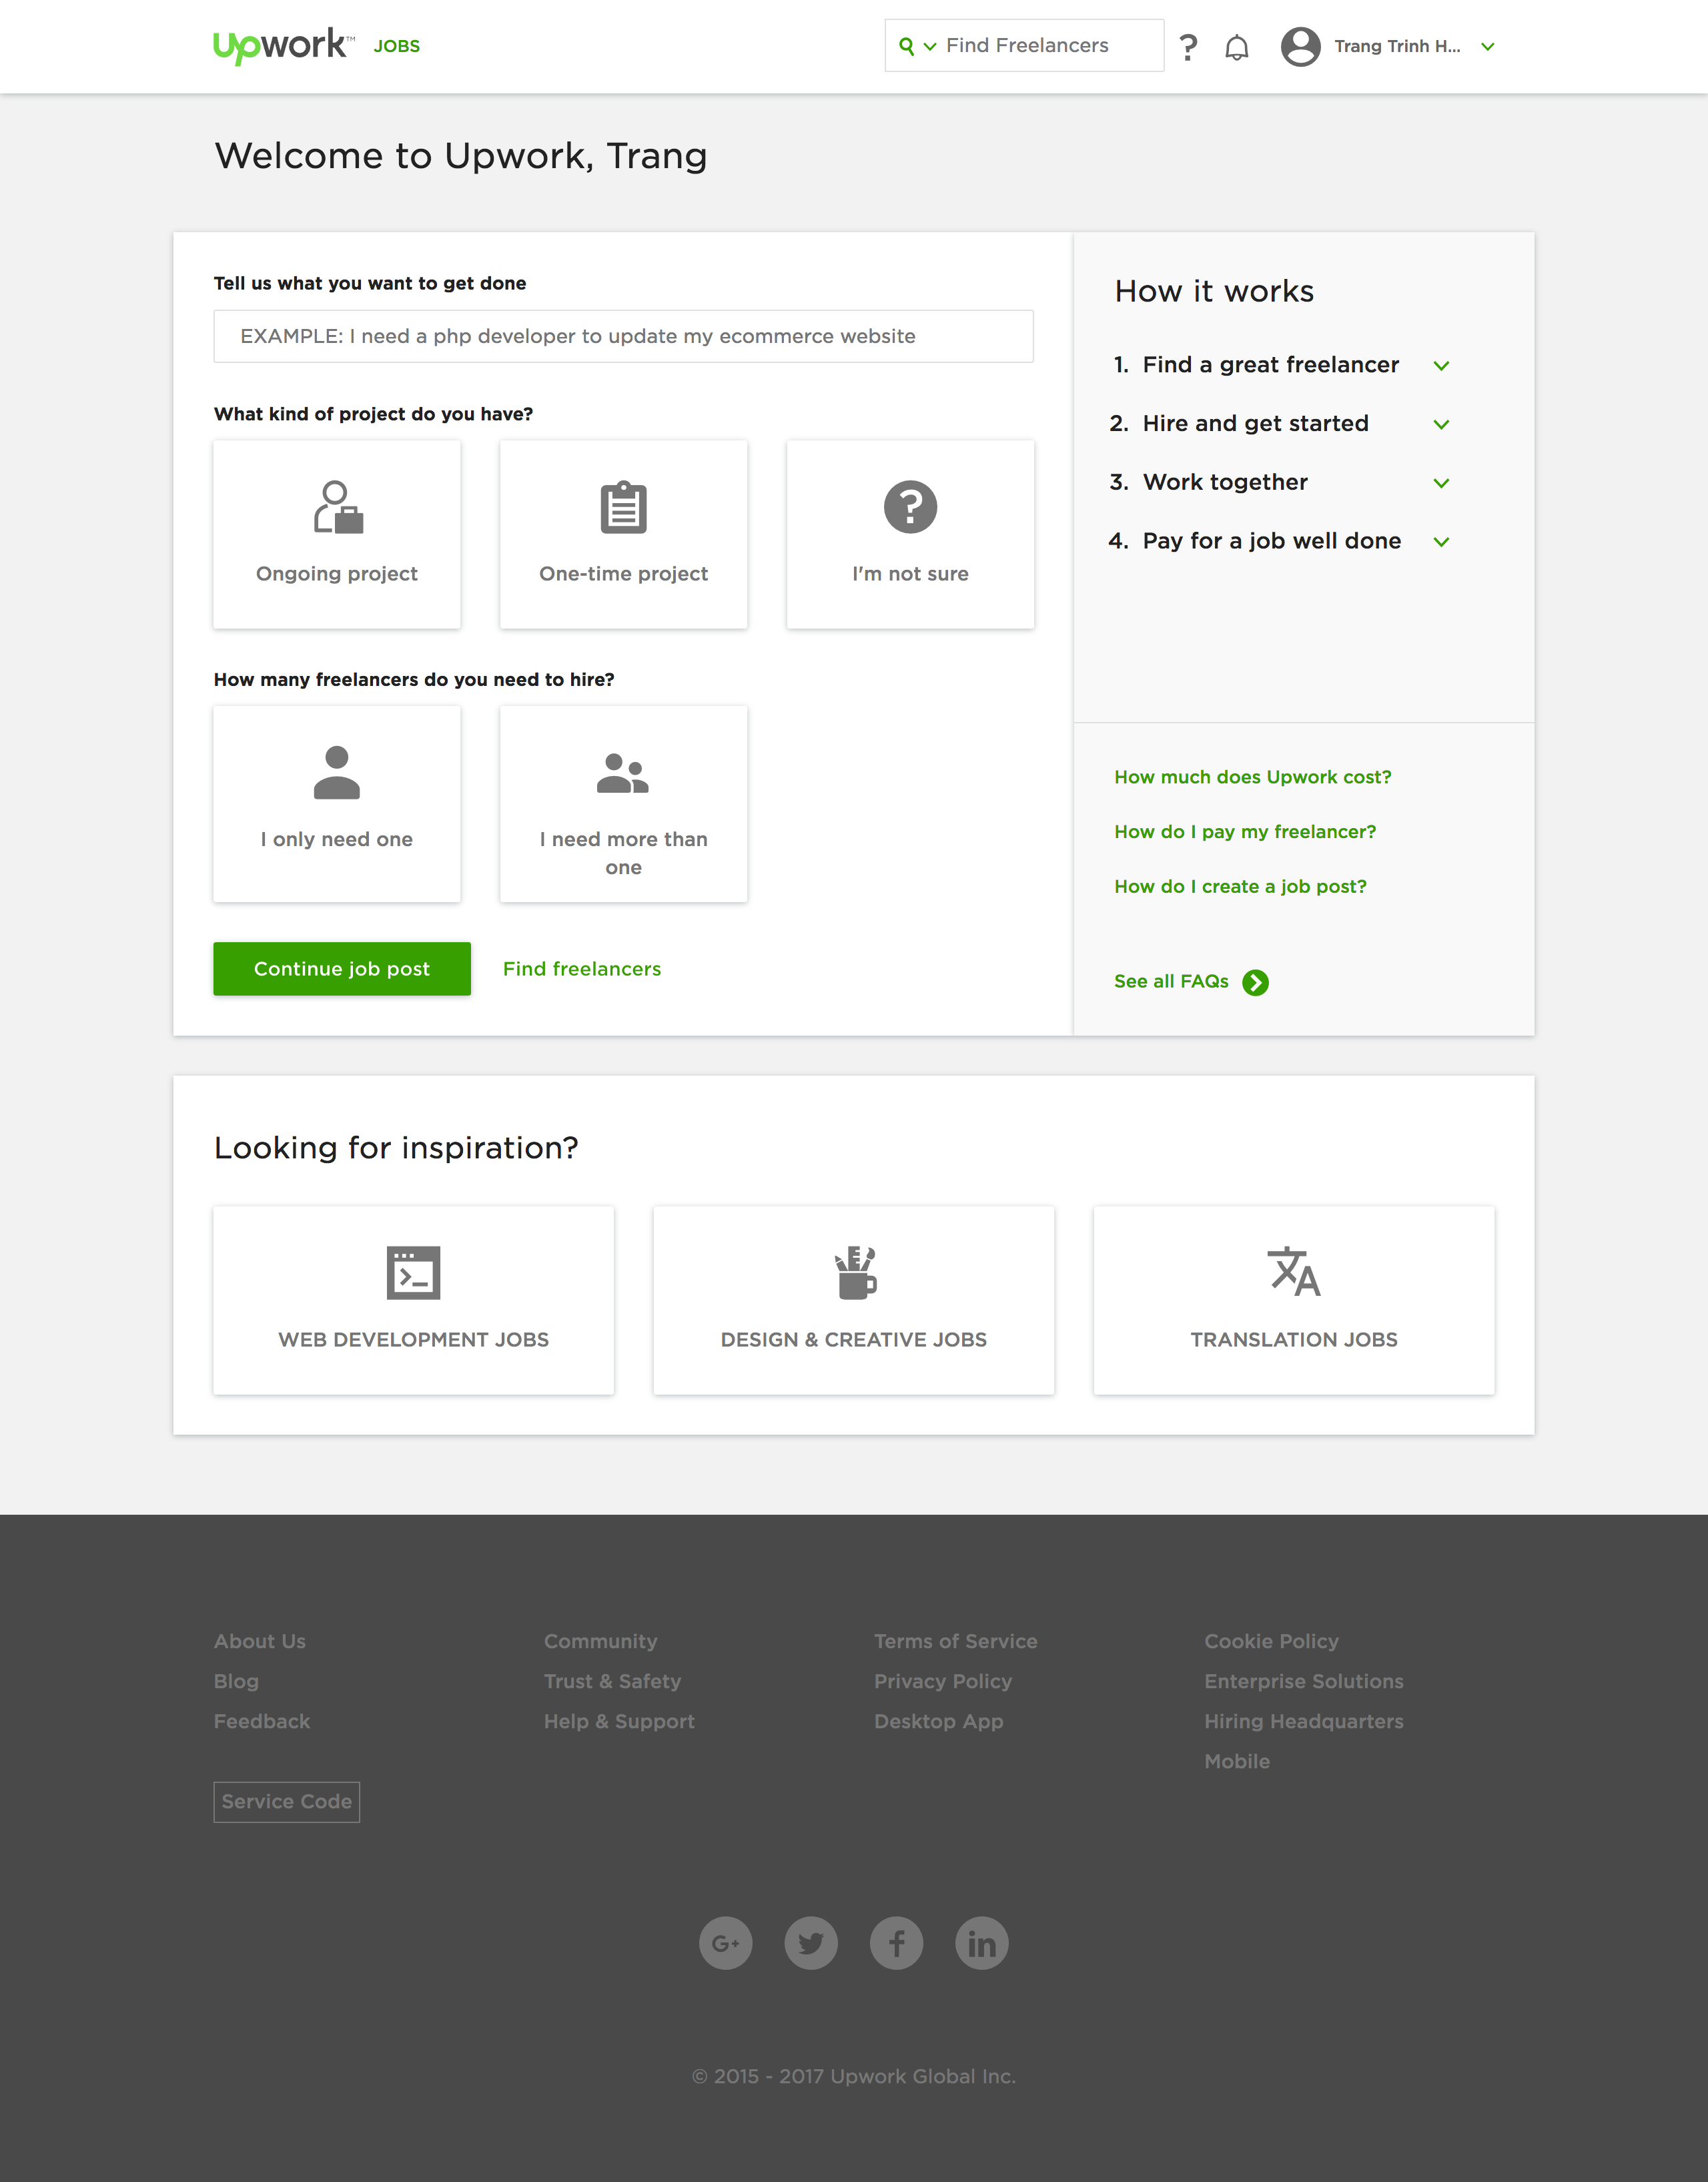 upwork™ JOBS
Find Freelancers
?
Trang Trinh H...
Welcome to Upwork, Trang
Tell us what you want to get done
EXAMPLE: I need a php developer to update my ecommerce website
What kind of project do you have?
Ongoing project
One-time project
?
I'm not sure
How many freelancers do you need to hire?
I only need one
I need more than
one
Continue job post
Find freelancers
How it works
1. Find a great freelancer
2. Hire and get started
3. Work together
4. Pay for a job well done
How much does Upwork cost?
How do I pay my freelancer?
How do I create a job post?
See all FAQs
Looking for inspiration?
WEB DEVELOPMENT JOBS
DESIGN & CREATIVE JOBS
文A
TRANSLATION JOBS
About Us
Blog
Feedback
Service Code
Community
Trust & Safety
Help & Support
Terms of Service
Privacy Policy
Desktop App
Cookie Policy
Enterprise Solutions
Hiring Headquarters
Mobile
G+
f
in
© 2015 - 2017 Upwork Global Inc.